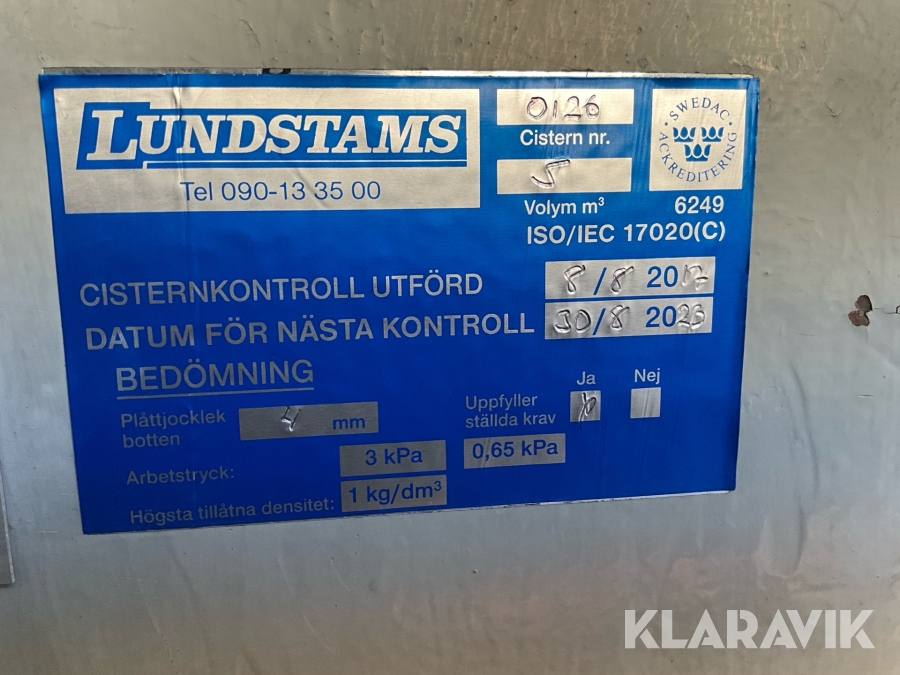 LUNDSTAMS
Tel 090-13 35 00
0126
Cistern nr.
5
Volym m³
SWEDAC
ACKREDITERING
6249
ISO/IEC 17020(C)
CISTERNKONTROLL UTFÖRD 8/8 2017
DATUM FÖR NÄSTA KONTROLL 30/8 2023
BEDÖMNING
Ja Nej
Plåttjocklek botten 4 mm
Uppfyller ställda krav X
Arbetstryck: 3 kPa 0,65 kPa
Högsta tillåtna densitet: 1 kg/dm³
KLARAVIK